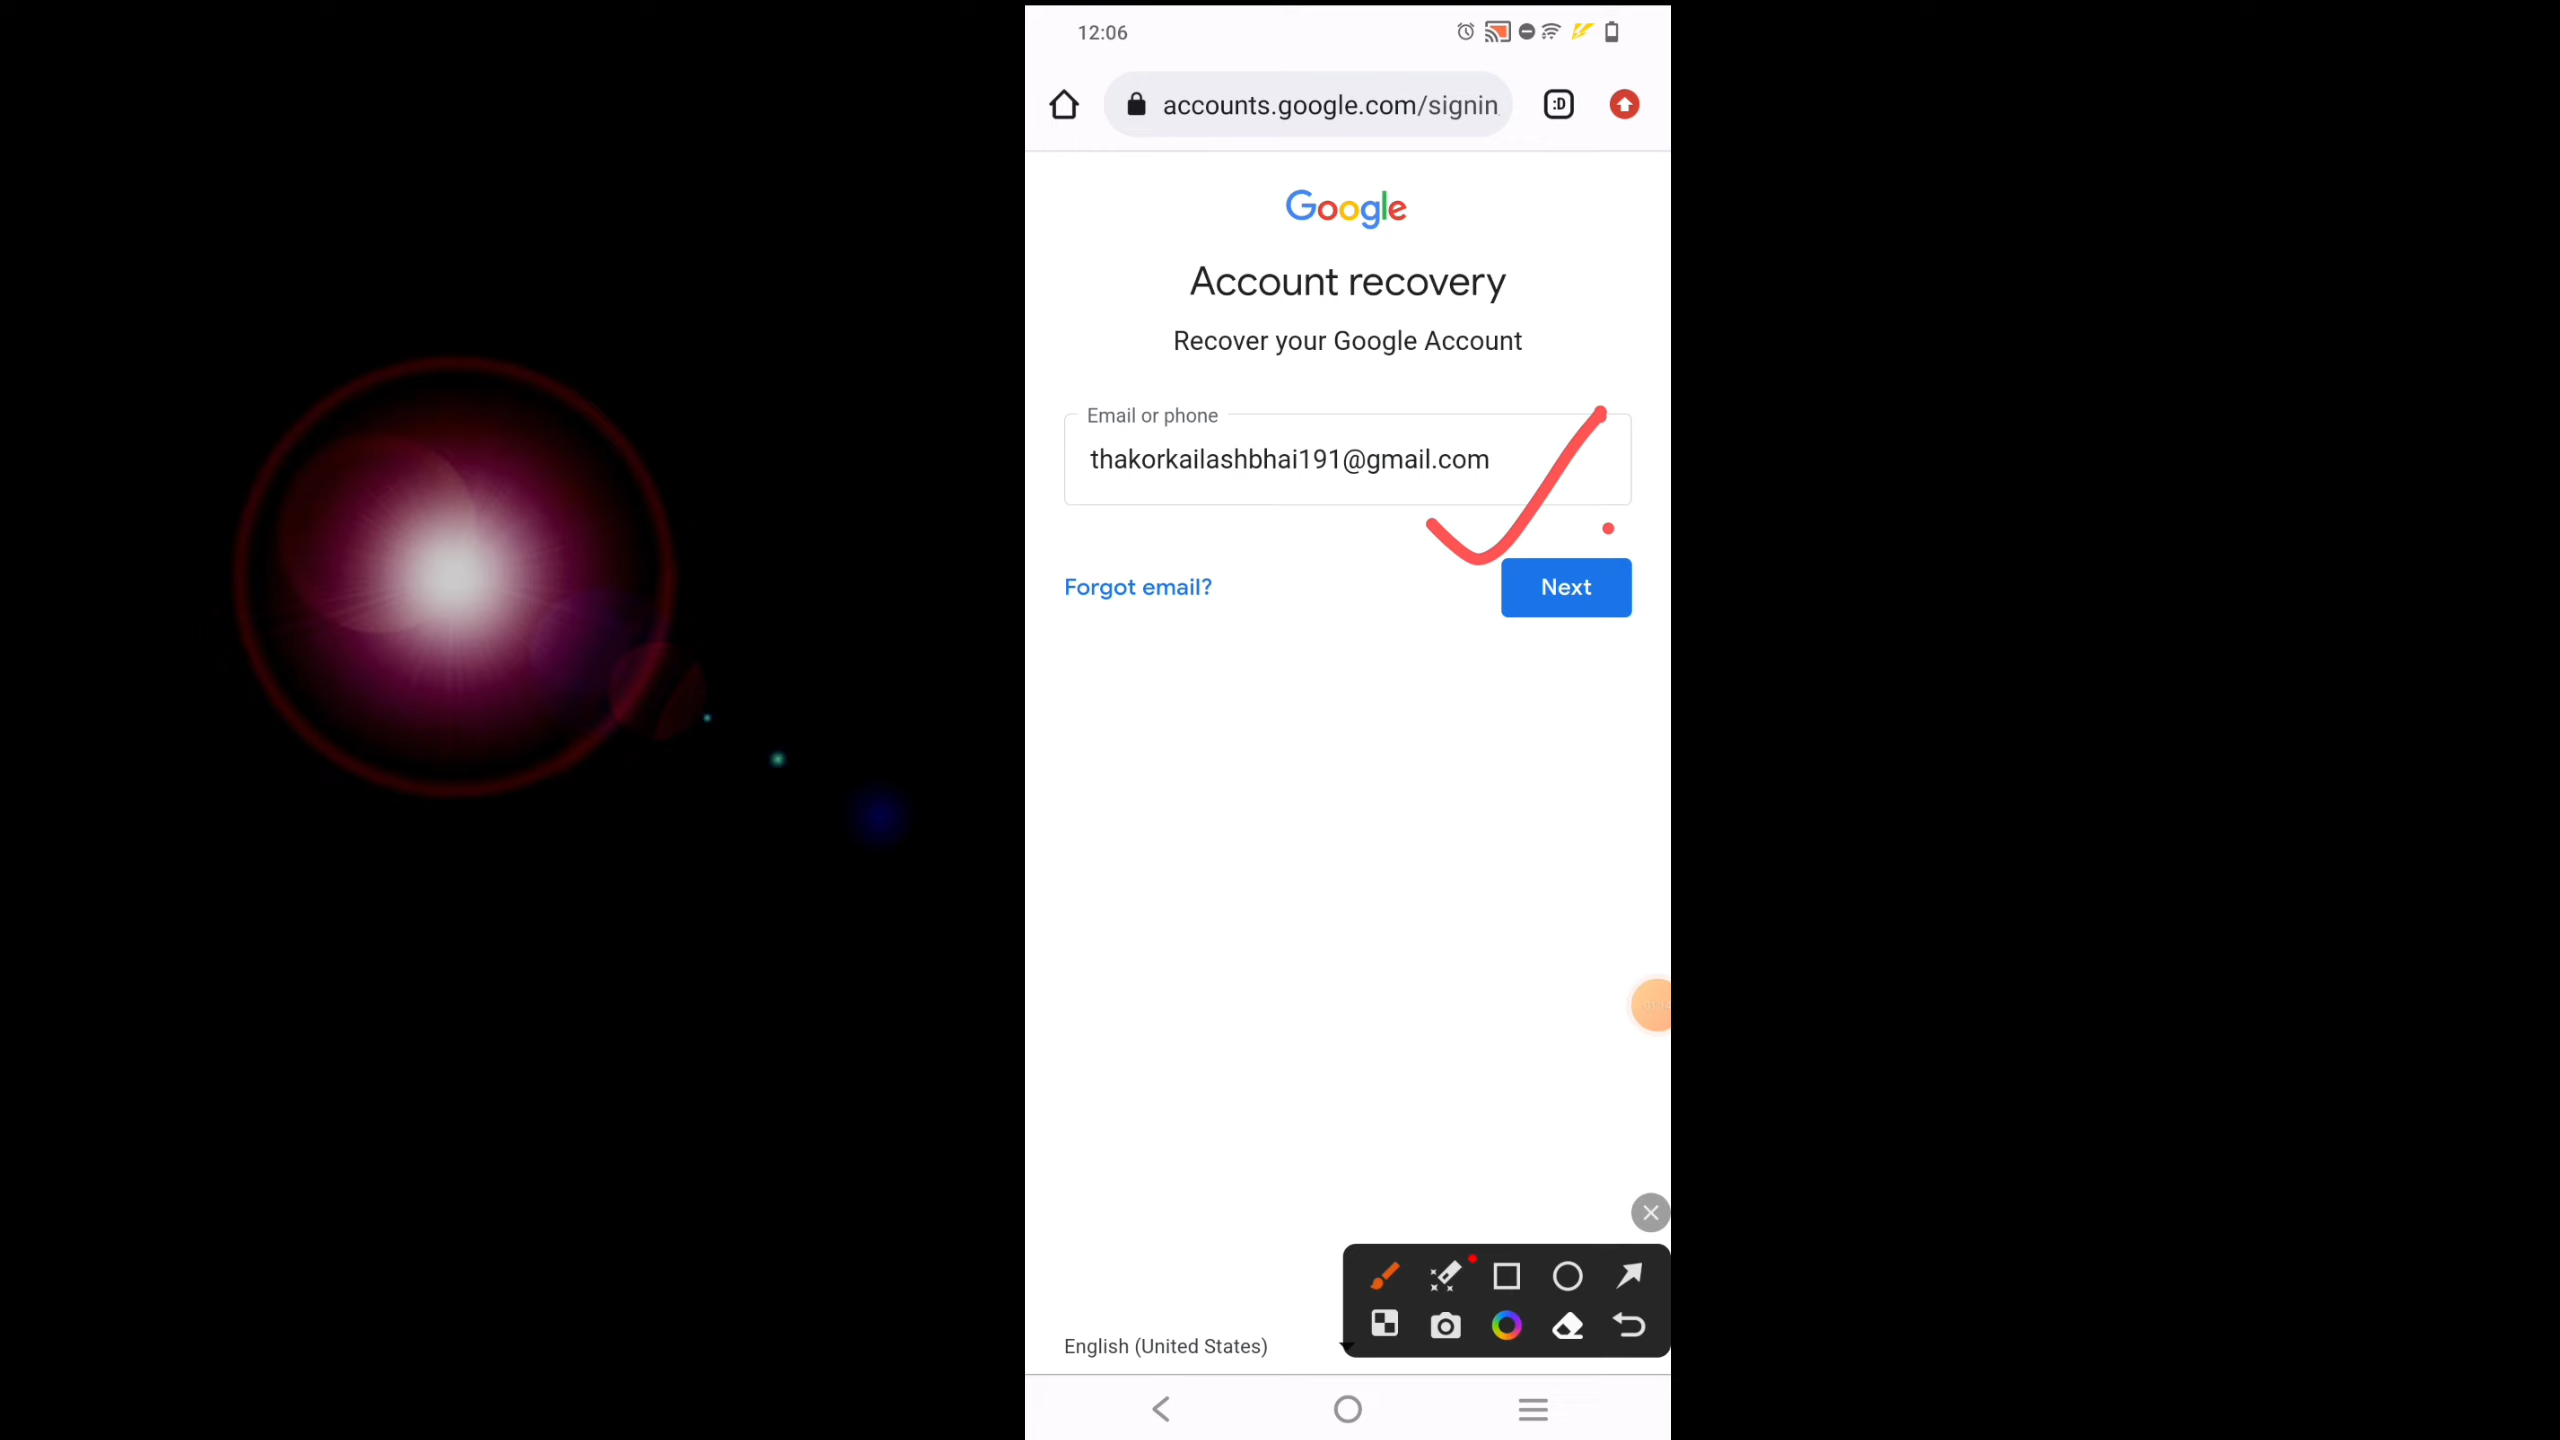 12:06
accounts.google.com/signin
:D
Google
Account recovery
Recover your Google Account
Email or phone
thakorkailashbhai191@gmail.com
Forgot email?
Next
English (United States)